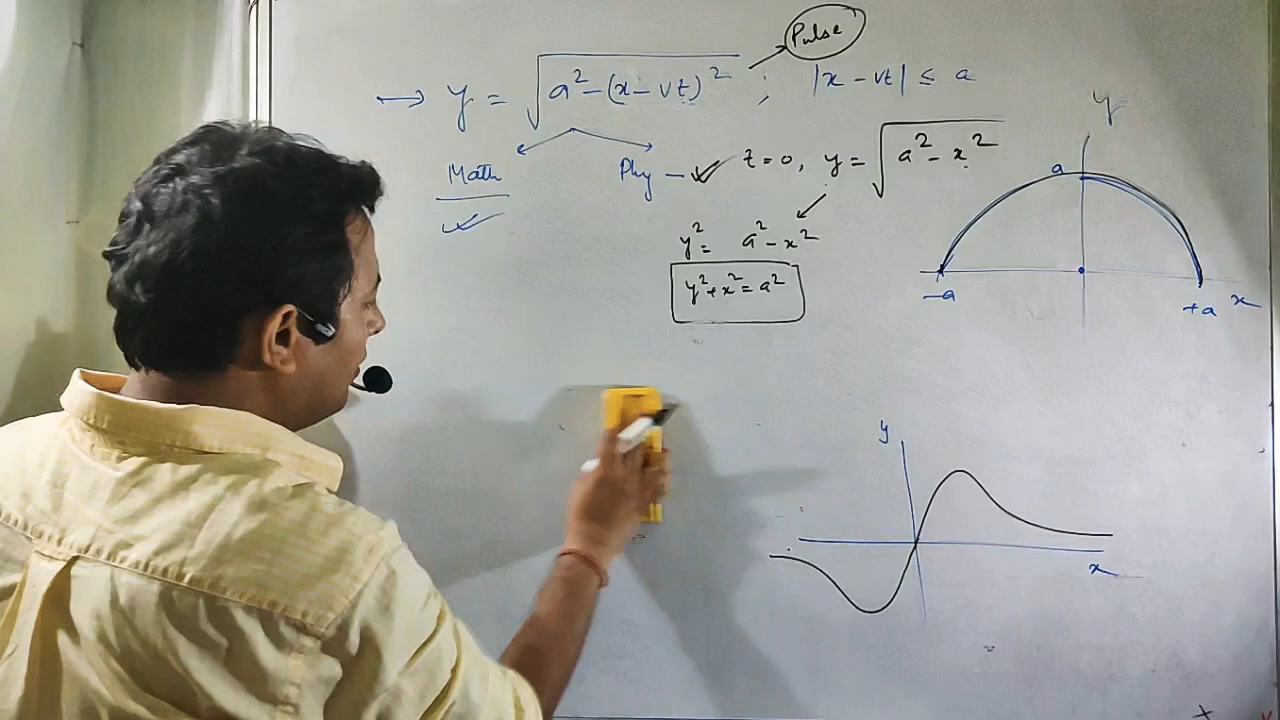 Pulse
→ y = √(a² − (x − vt)²) ; |x − vt| ≤ a
Math Phy – ✓ t = 0, y = √(a² − x²)
✓
y² = a² − x²
y² + x² = a²
y
a
−a +a x
y
x